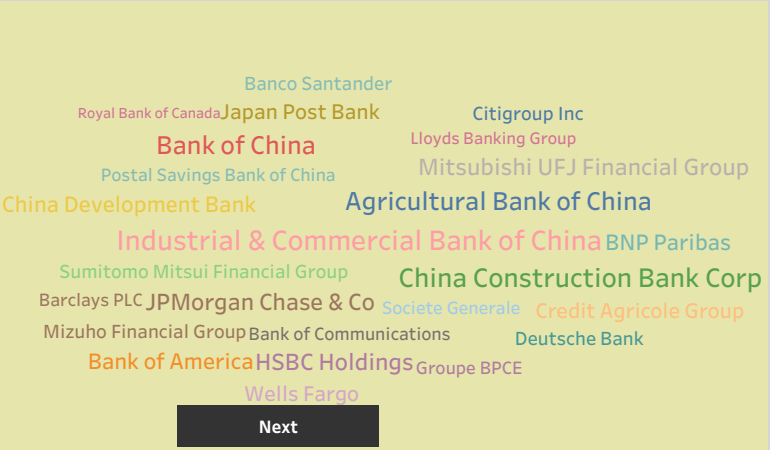 Banco Santander
Royal Bank of Canada Japan Post Bank Citigroup Inc
Bank of China Lloyds Banking Group
Postal Savings Bank of China Mitsubishi UFJ Financial Group
China Development Bank Agricultural Bank of China
Industrial & Commercial Bank of China BNP Paribas
Sumitomo Mitsui Financial Group China Construction Bank Corp
Barclays PLC JPMorgan Chase & Co Societe Generale Credit Agricole Group
Mizuho Financial Group Bank of Communications Deutsche Bank
Bank of America HSBC Holdings Groupe BPCE
Wells Fargo
Next